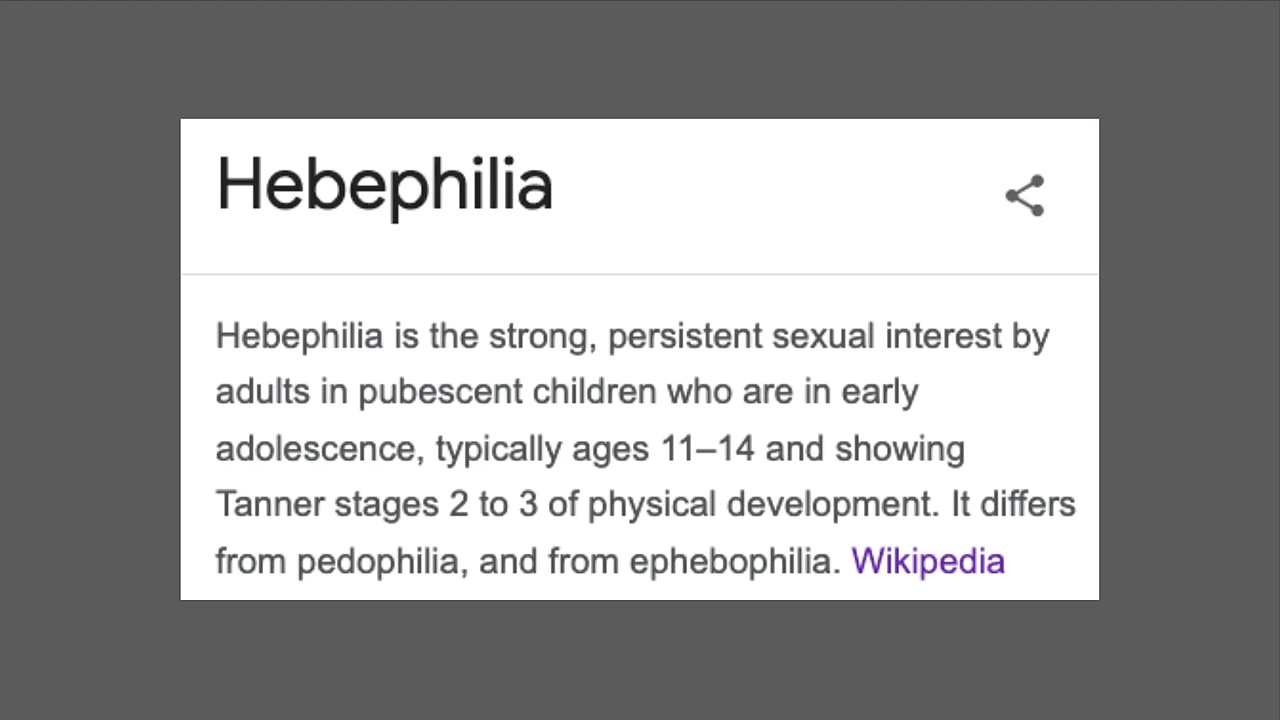 Hebephilia
Hebephilia is the strong, persistent sexual interest by
adults in pubescent children who are in early
adolescence, typically ages 11–14 and showing
Tanner stages 2 to 3 of physical development. It differs
from pedophilia, and from ephebophilia. Wikipedia